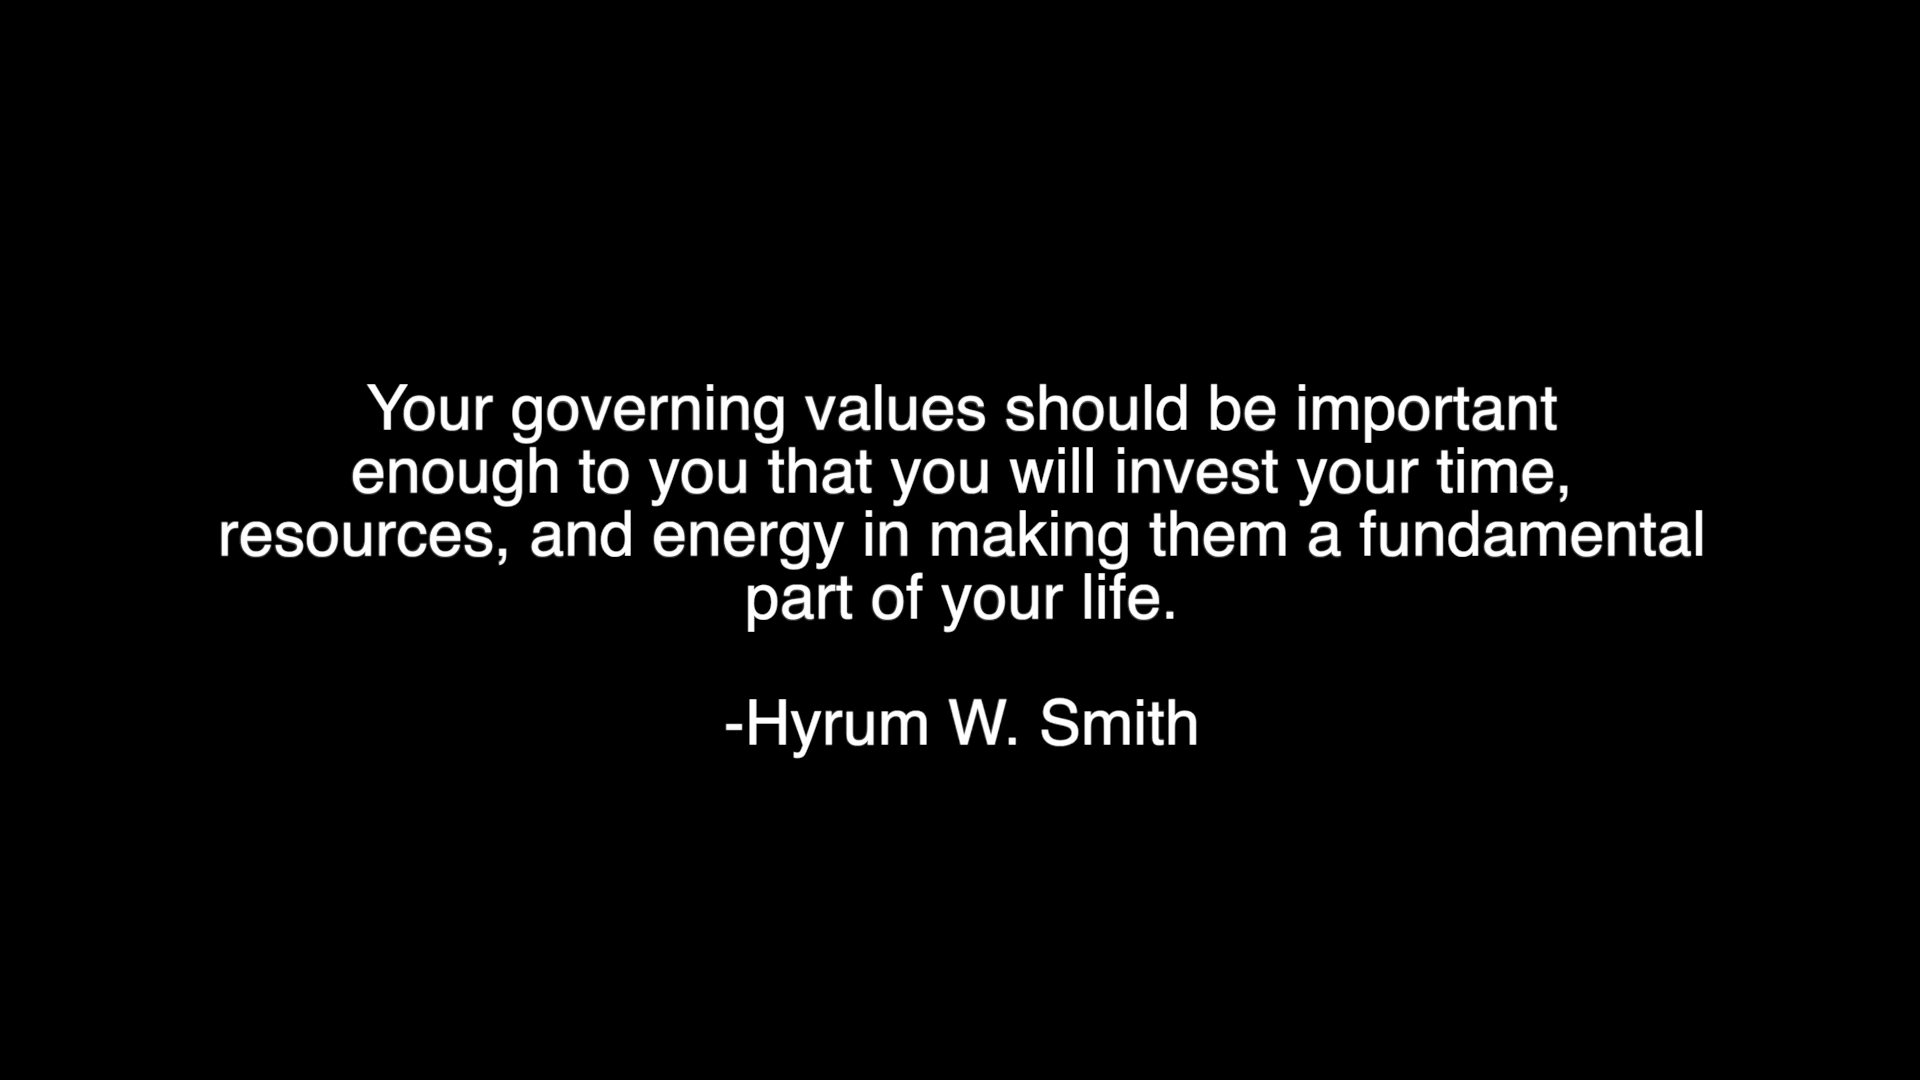 Your governing values should be important
enough to you that you will invest your time,
resources, and energy in making them a fundamental
part of your life.
-Hyrum W. Smith